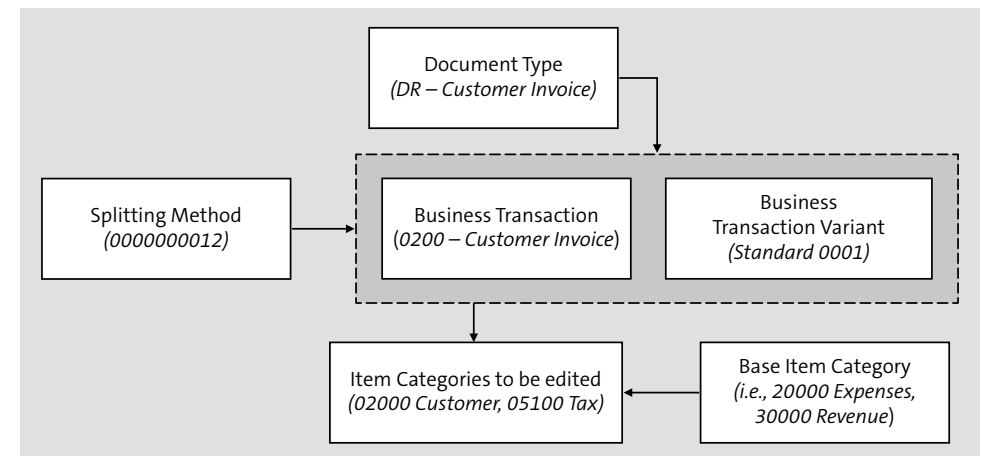 Document Type
(DR – Customer Invoice)
Splitting Method
(0000000012)
Business Transaction
(0200 – Customer Invoice)
Business
Transaction Variant
(Standard 0001)
Item Categories to be edited
(02000 Customer, 05100 Tax)
Base Item Category
(i.e., 20000 Expenses,
30000 Revenue)